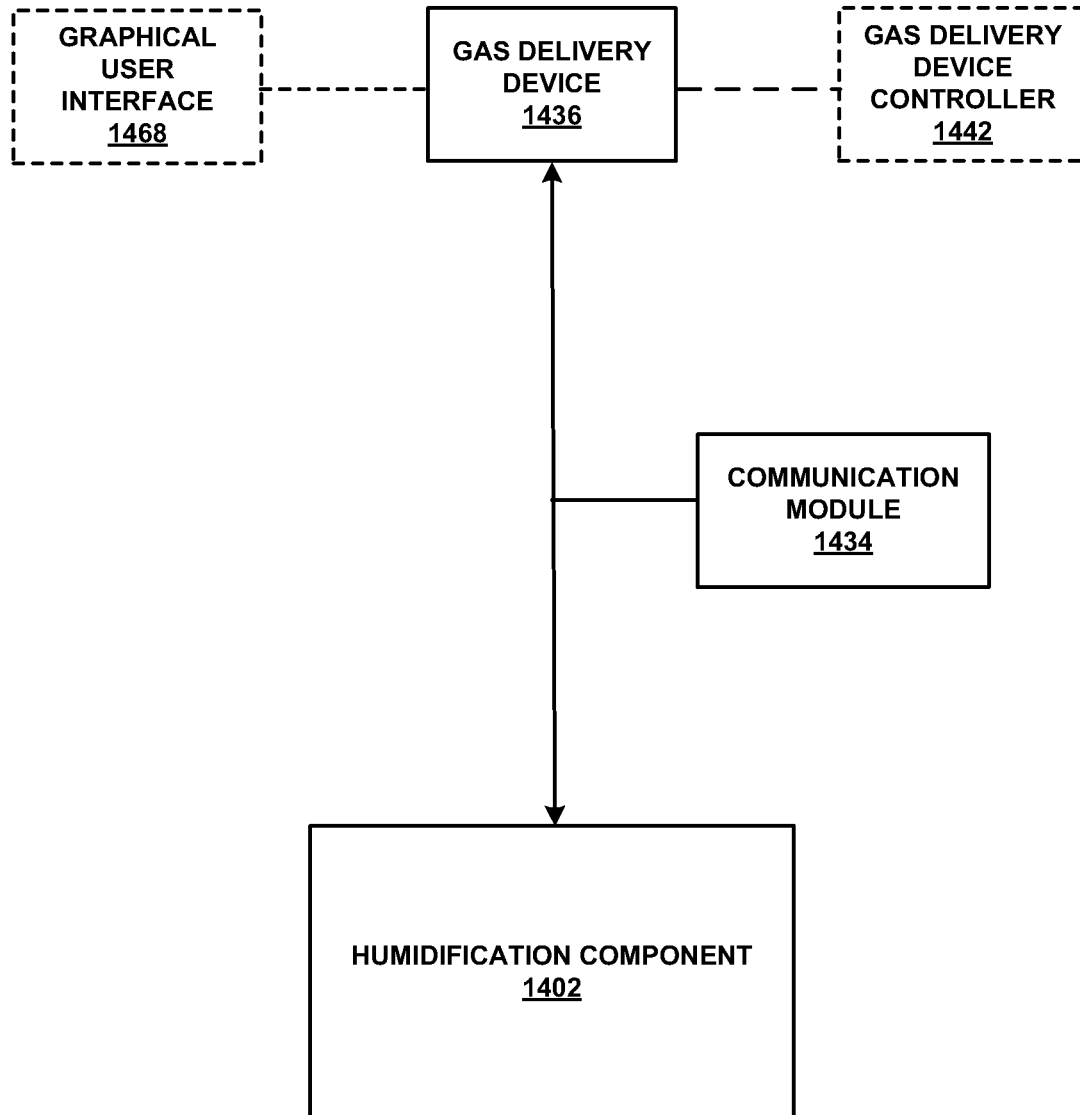 GRAPHICAL
USER
INTERFACE
1468
GAS DELIVERY
DEVICE
1436
GAS DELIVERY
DEVICE
CONTROLLER
1442
COMMUNICATION
MODULE
1434
HUMIDIFICATION COMPONENT
1402